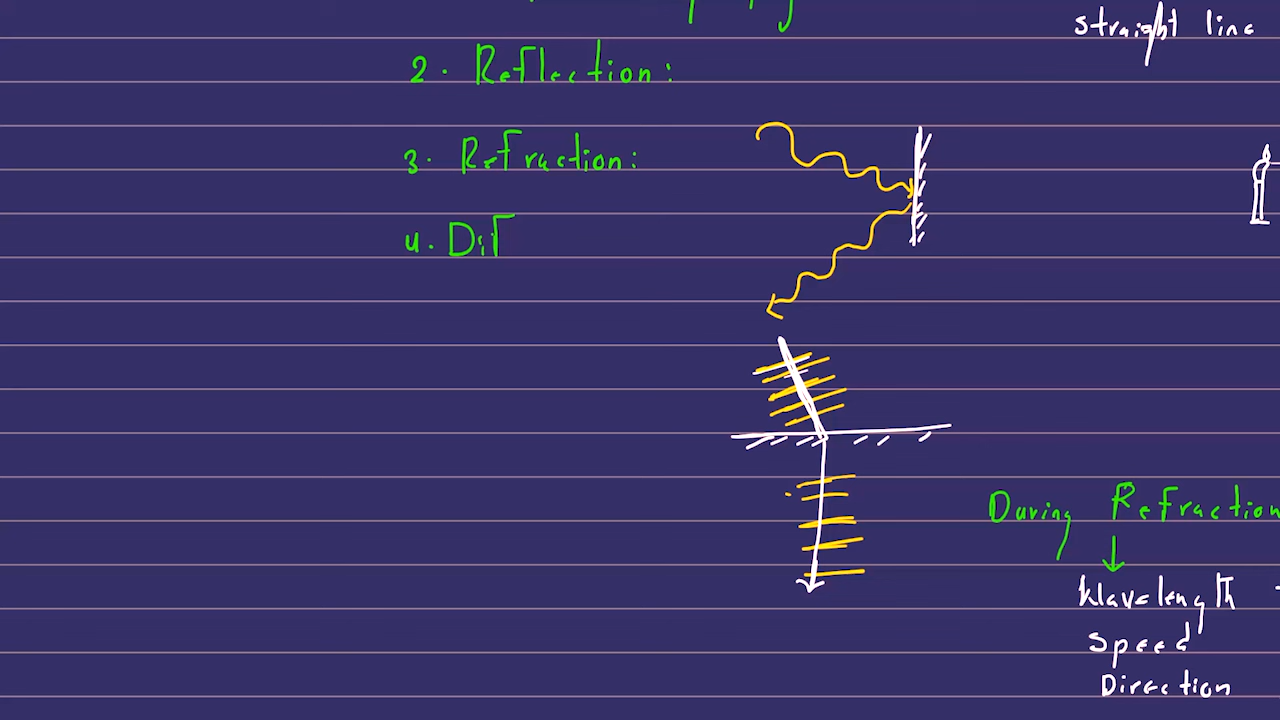 straight line
2. Reflection:
3. Refraction:
4. Dif
During Refraction
Wavelength
Speed
Direction